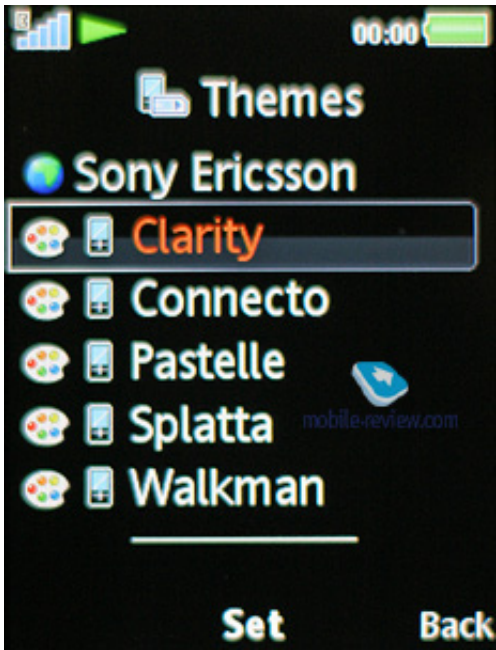 00:00
Themes
Sony Ericsson
Clarity
Connecto
Pastelle
Splatta
Walkman
mobile-review.com
Set
Back